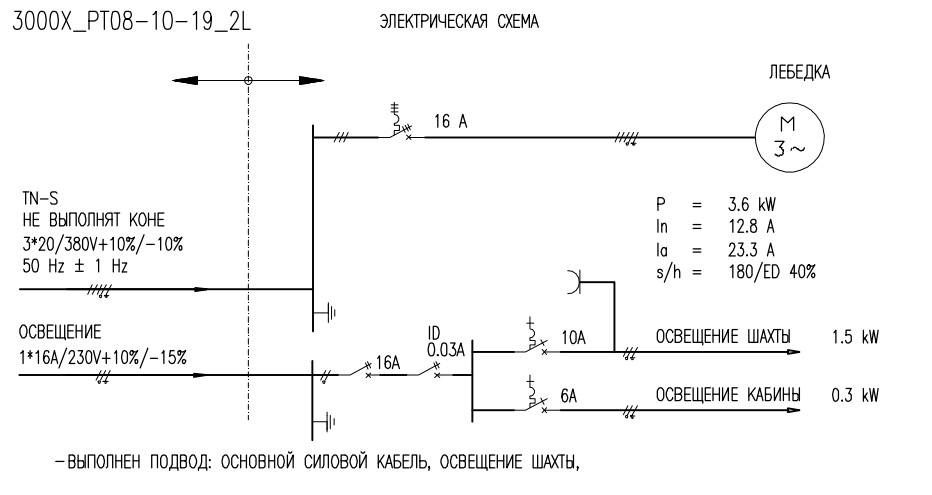 3000X_PT08-10-19_2L
ЭЛЕКТРИЧЕСКАЯ СХЕМА
ЛЕБЕДКА
16 A
M
3~
TN-S
НЕ ВЫПОЛНЯТ КОНЕ
3*20/380V+10%/-10%
50 Hz ± 1 Hz
P = 3.6 kW
In = 12.8 A
Ia = 23.3 A
s/h = 180/ED 40%
ОСВЕЩЕНИЕ
1*16A/230V+10%/-15%
16A
ID
0.03A
10A
ОСВЕЩЕНИЕ ШАХТЫ 1.5 kW
6A
ОСВЕЩЕНИЕ КАБИНЫ 0.3 kW
-ВЫПОЛНЕН ПОДВОД: ОСНОВНОЙ СИЛОВОЙ КАБЕЛЬ, ОСВЕЩЕНИЕ ШАХТЫ,